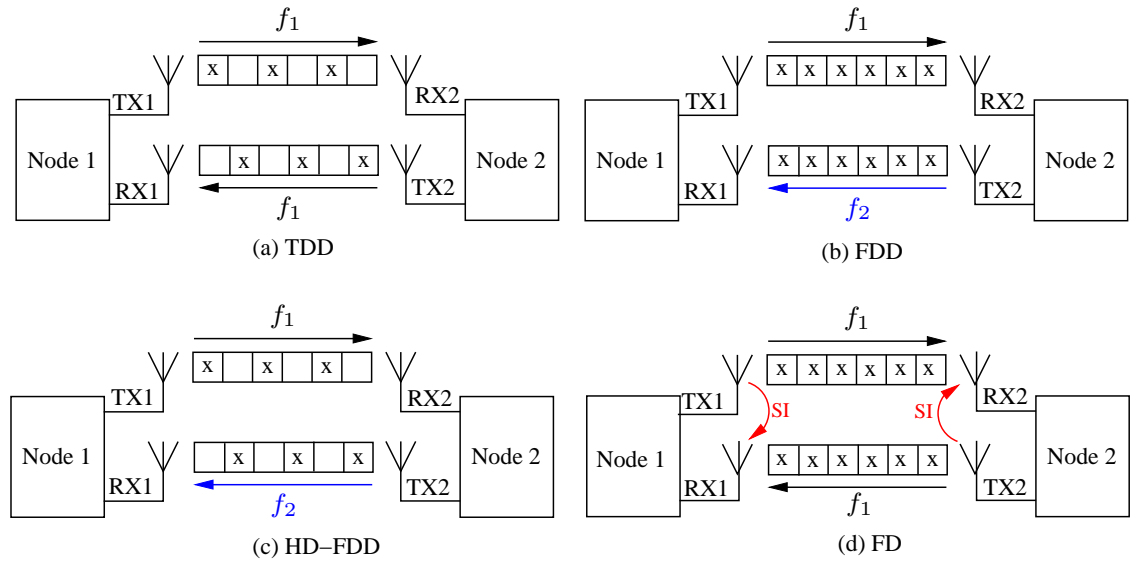 f1
x x x
TX1
RX2
Node 1
Node 2
x x x
RX1
TX2
f1
(a) TDD
f1
x x x x x x
TX1
RX2
Node 1
Node 2
x x x x x x
RX1
TX2
f2
(b) FDD
f1
x x x
TX1
RX2
Node 1
Node 2
x x x
RX1
TX2
f2
(c) HD−FDD
f1
x x x x x x
TX1
RX2
SI
SI
Node 1
Node 2
x x x x x x
RX1
TX2
f1
(d) FD